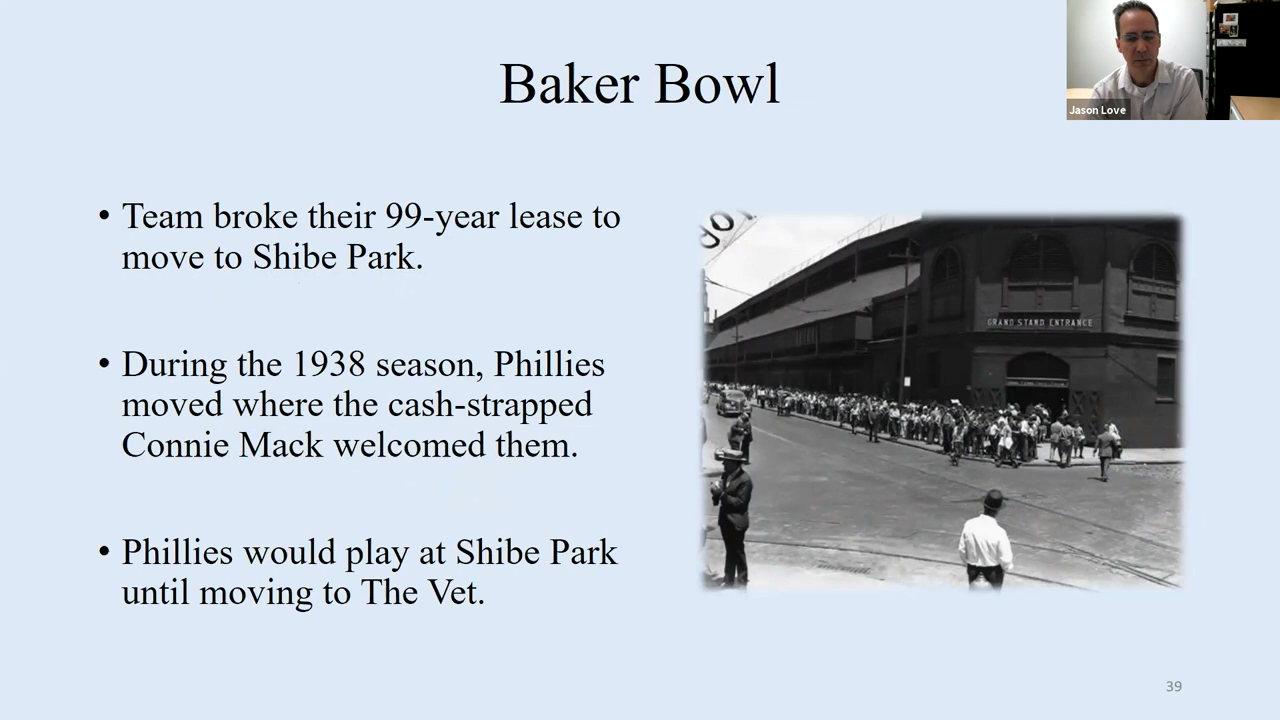 Baker Bowl
Jason Love
• Team broke their 99-year lease to
move to Shibe Park.
• During the 1938 season, Phillies
moved where the cash-strapped
Connie Mack welcomed them.
• Phillies would play at Shibe Park
until moving to The Vet.
GRAND STAND ENTRANCE
39